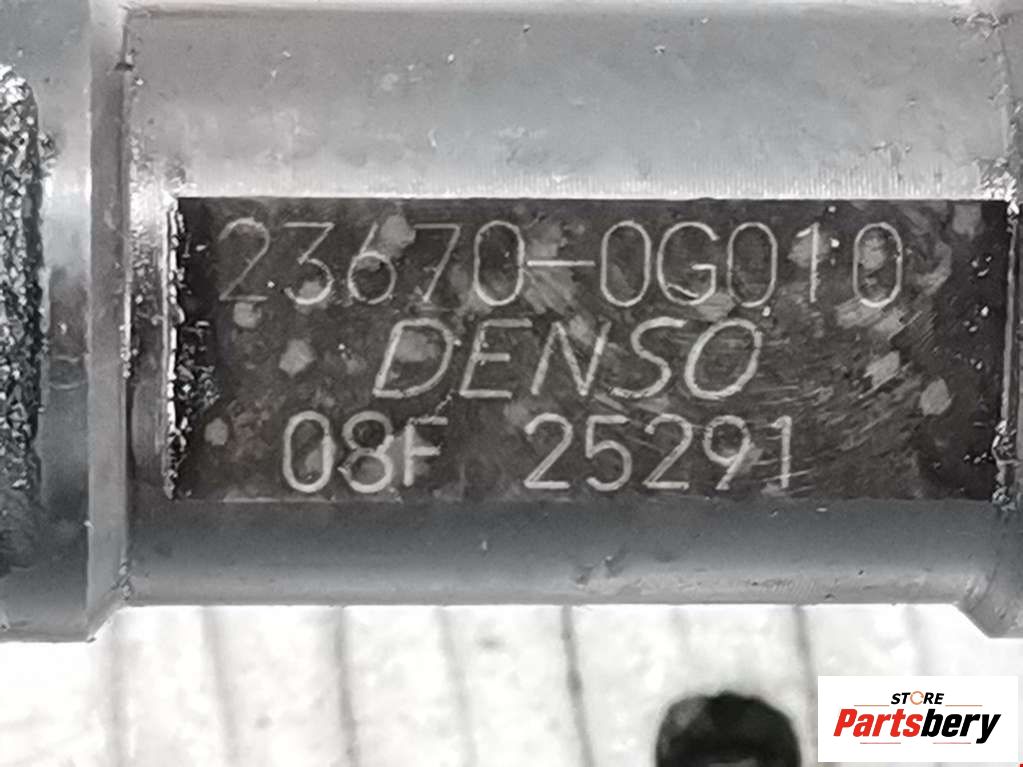 23670-0G010
DENSO
08F 25291
STORE
Partsbery